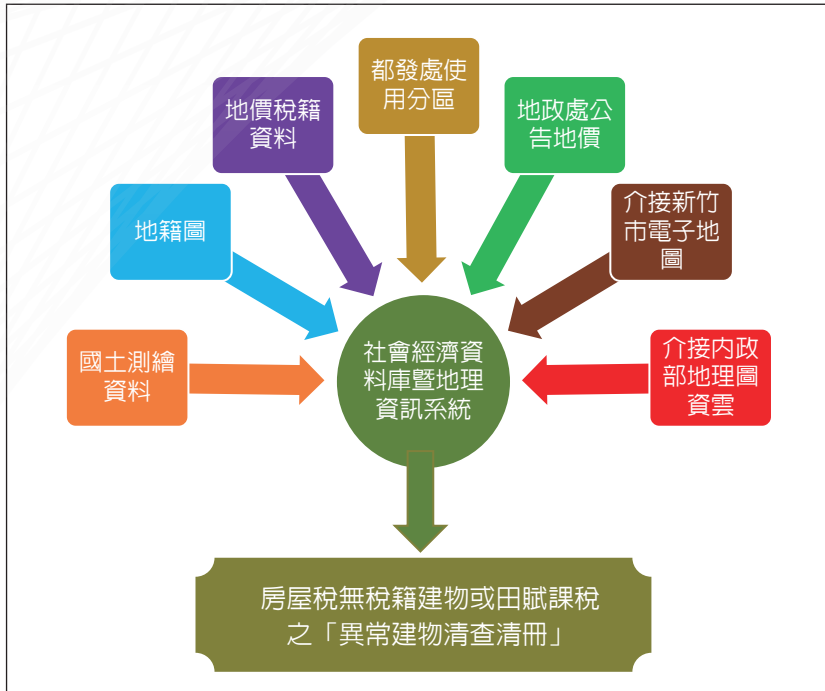 都發處使
用分區
地價稅籍
資料
地政處公
告地價
地籍圖
介接新竹
市電子地
圖
國土測繪
資料
社會經濟資
料庫暨地理
資訊系統
介接內政
部地理圖
資雲
房屋稅無稅籍建物或田賦課稅
之「異常建物清查清冊」